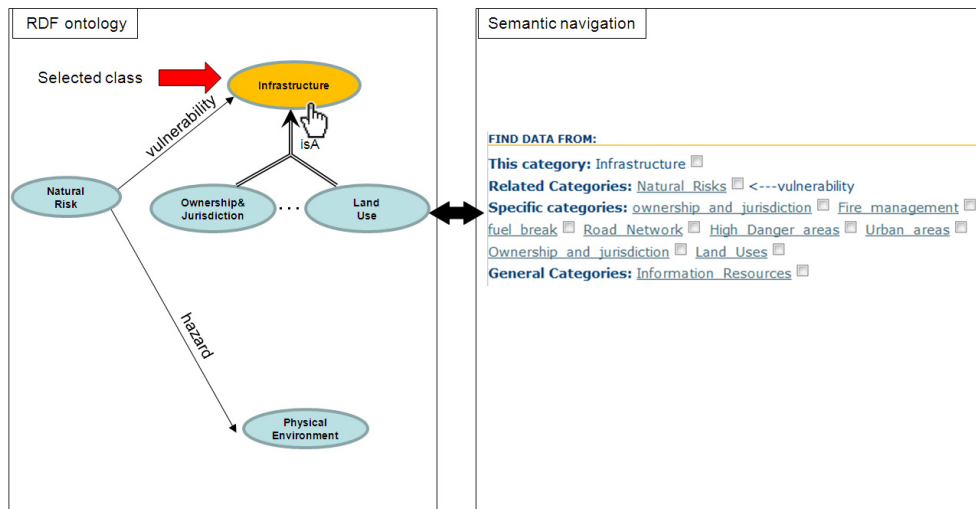 RDF ontology
Selected class
Infrastructure
vulnerability
isA
Natural
Risk
Ownership&
Jurisdiction
...
Land
Use
hazard
Physical
Environment
Semantic navigation
FIND DATA FROM:
This category: Infrastructure
Related Categories: Natural_Risks <---vulnerability
Specific categories: ownership_and_jurisdiction Fire_management
fuel_break Road_Network High_Danger_areas Urban_areas
Ownership_and_jurisdiction Land_Uses
General Categories: Information_Resources